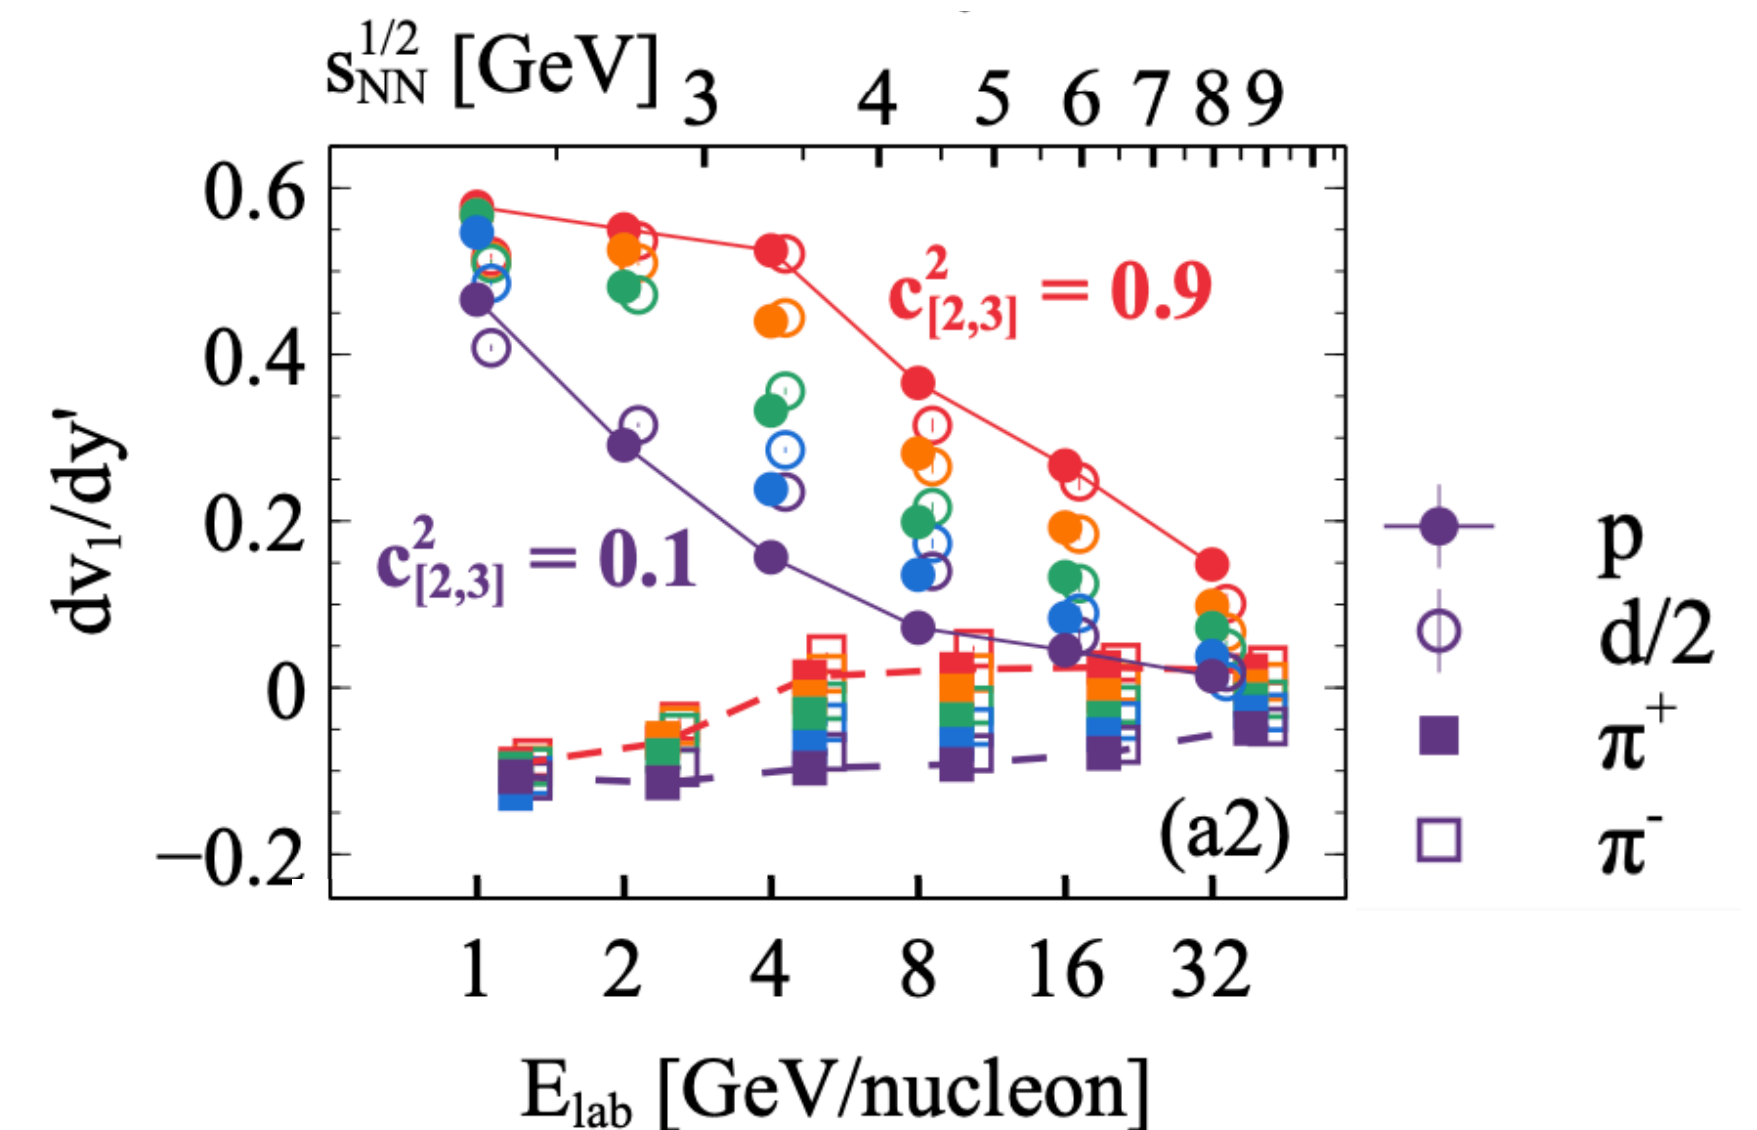 s_NN^1/2 [GeV] 3 4 5 6 7 8 9
0.6
0.4
0.2
0
−0.2
dv₁/dy'
c²_[2,3] = 0.9
c²_[2,3] = 0.1
(a2)
p
d/2
π⁺
π⁻
1 2 4 8 16 32
E_lab [GeV/nucleon]